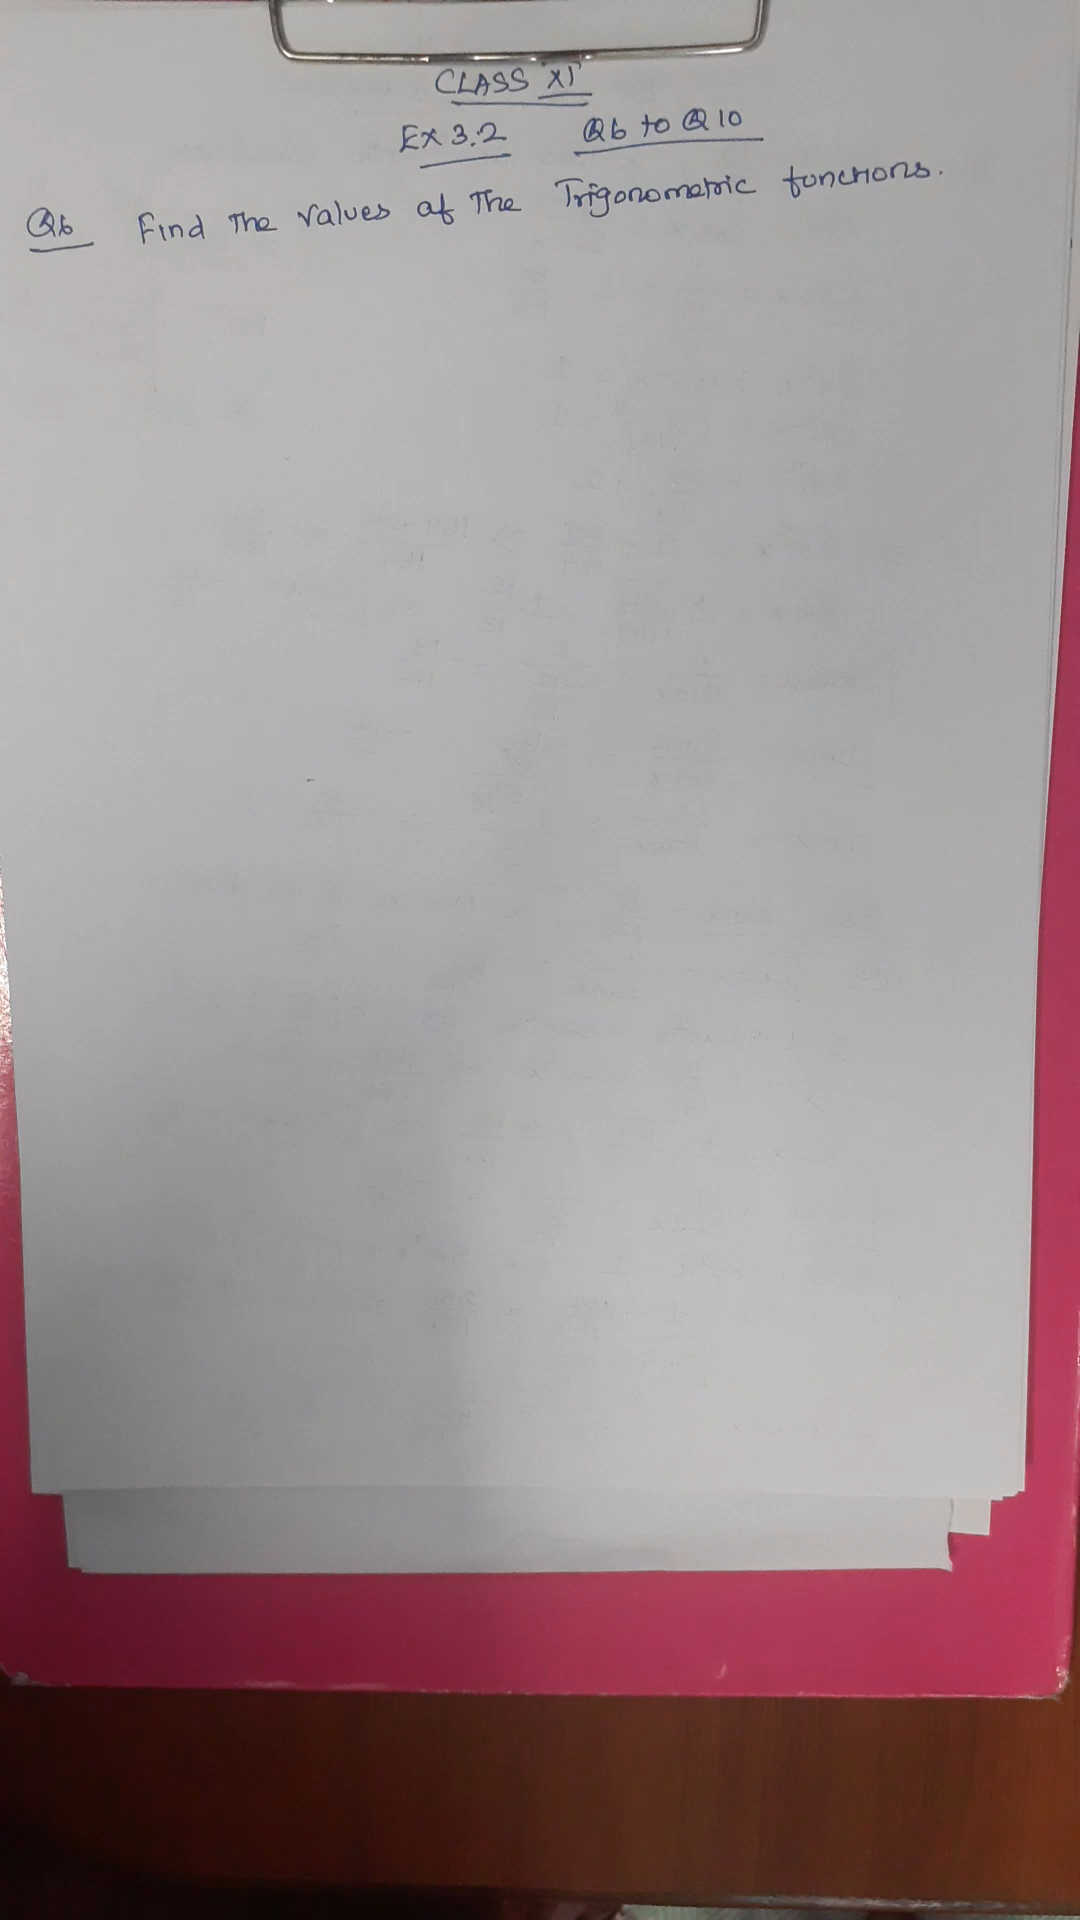 CLASS XI
Ex 3.2 Q6 to Q10
Q6 Find The values of The Trigonometric functions.